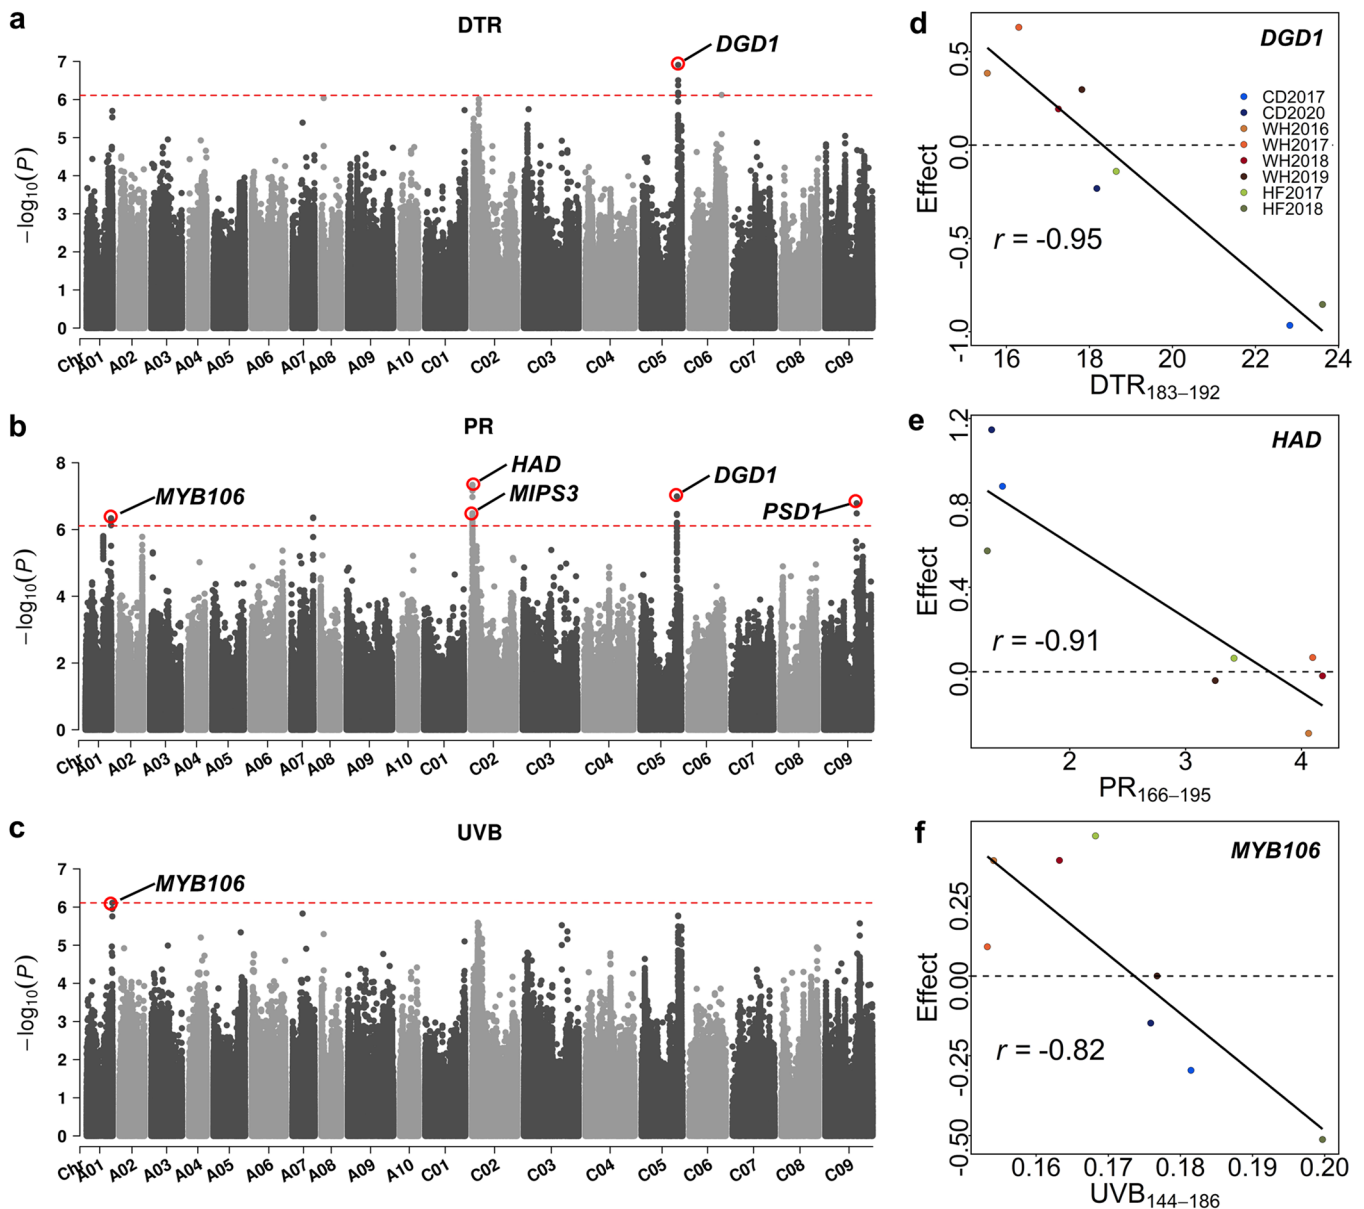 a
DTR
DGD1
−log10(P)
7
6
5
4
3
2
1
0
Chr A01 A02 A03 A04 A05 A06 A07 A08 A09 A10 C01 C02 C03 C04 C05 C06 C07 C08 C09
b
PR
MYB106
HAD
MIPS3
DGD1
PSD1
−log10(P)
8
6
4
2
0
Chr A01 A02 A03 A04 A05 A06 A07 A08 A09 A10 C01 C02 C03 C04 C05 C06 C07 C08 C09
c
UVB
MYB106
−log10(P)
7
6
5
4
3
2
1
0
Chr A01 A02 A03 A04 A05 A06 A07 A08 A09 A10 C01 C02 C03 C04 C05 C06 C07 C08 C09
d
DGD1
CD2017
CD2020
WH2016
WH2017
WH2018
WH2019
HF2017
HF2018
r = -0.95
Effect
0.5
0.0
-0.5
-1.0
16 18 20 22 24
DTR183−192
e
HAD
r = -0.91
Effect
1.2
0.8
0.4
0.0
2 3 4
PR166−195
f
MYB106
r = -0.82
Effect
0.25
0.00
-0.25
-0.50
0.16 0.17 0.18 0.19 0.20
UVB144−186